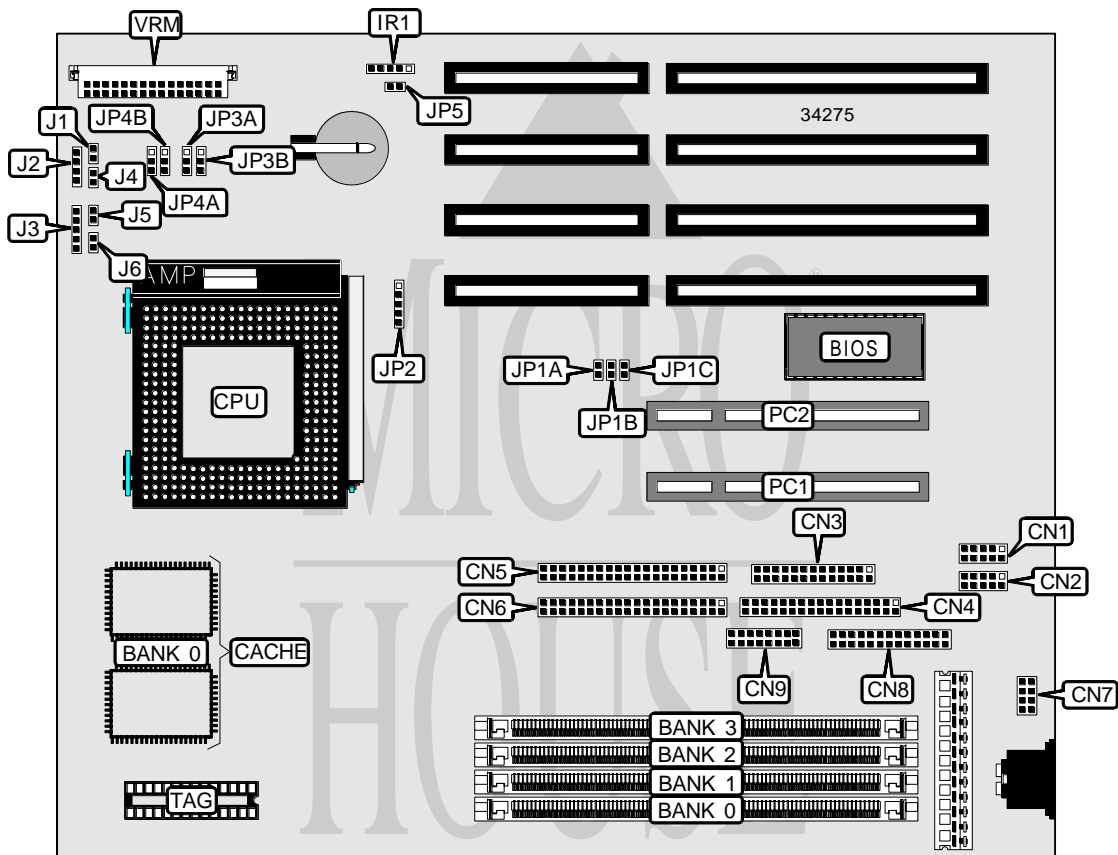 VRM
IR1
JP5
34275
J1
JP4B
JP3A
J2
JP3B
J4
JP4A
J3
J5
J6
AMP
JP2
BIOS
JP1A
JP1C
JP1B
CPU
PC2
PC1
MICRO
®
CN3
CN1
CN5
CN2
CN6
CN4
HOUSE
BANK 0
CACHE
CN9
CN8
CN7
BANK 3
BANK 2
BANK 1
BANK 0
TAG